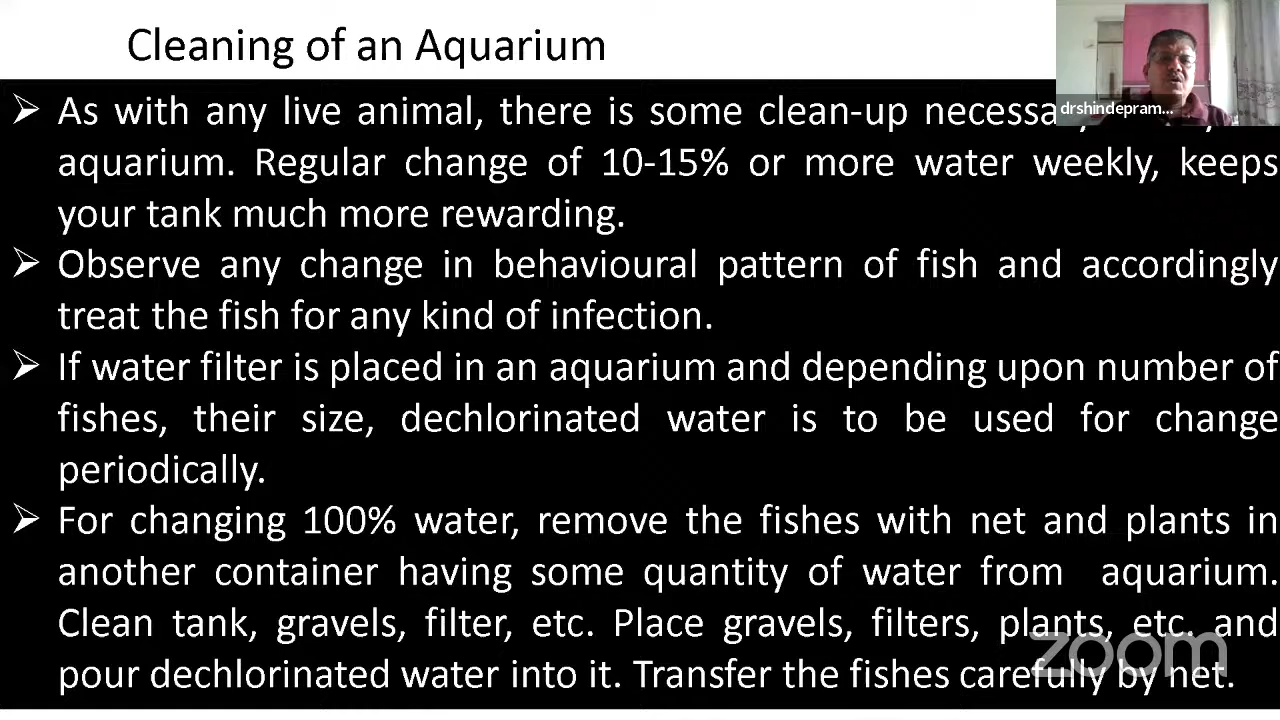 Cleaning of an Aquarium
drshindepram...
➢ As with any live animal, there is some clean-up
aquarium. Regular change of 10-15% or more water weekly, keeps
your tank much more rewarding.
➢ Observe any change in behavioural pattern of fish and accordingly
treat the fish for any kind of infection.
➢ If water filter is placed in an aquarium and depending upon number of
fishes, their size, dechlorinated water is to be used for change
periodically.
➢ For changing 100% water, remove the fishes with net and plants in
another container having some quantity of water from aquarium.
Clean tank, gravels, filter, etc. Place gravels, filters, plants, etc. and
pour dechlorinated water into it. Transfer the fishes carefully by net.
zoom